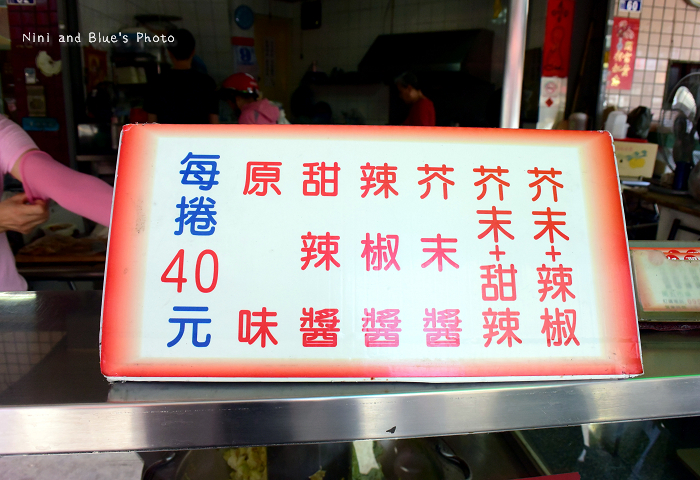 Nini and Blue's Photo
每捲40元
原味
甜辣醬
辣椒醬
芥末醬
芥末+甜辣
芥末+辣椒